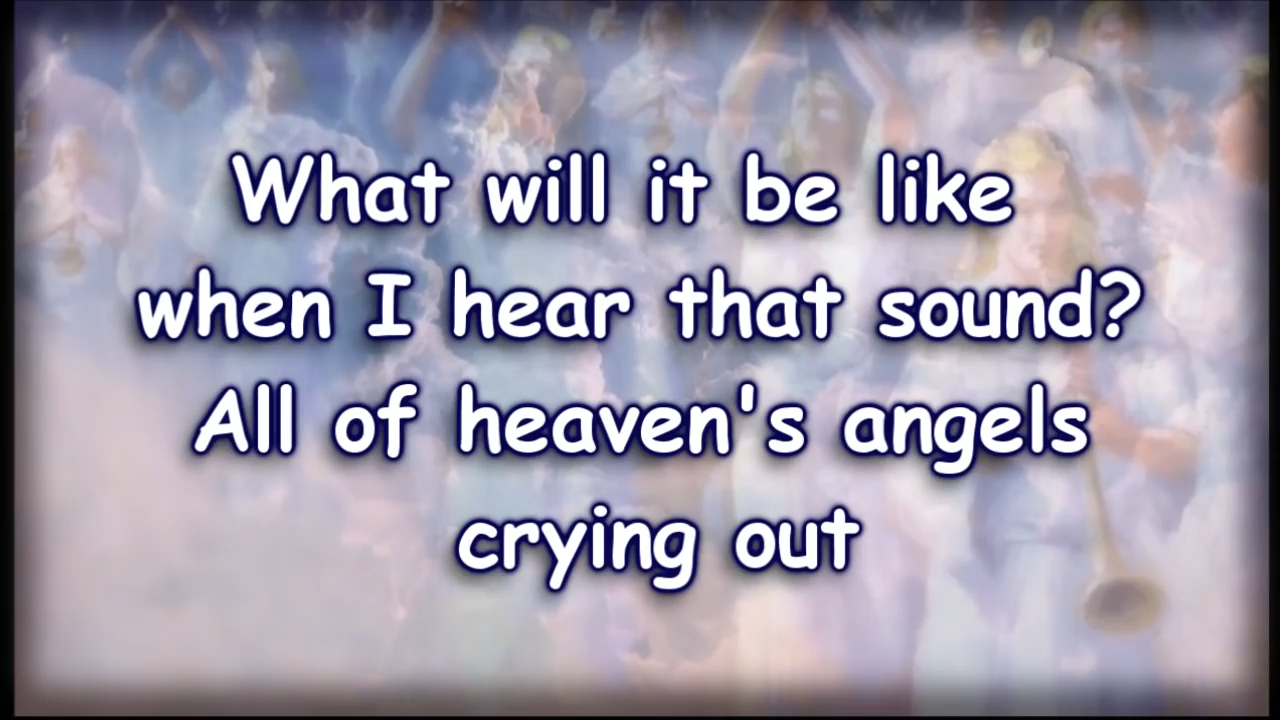 What will it be like
when I hear that sound?
All of heaven's angels
crying out